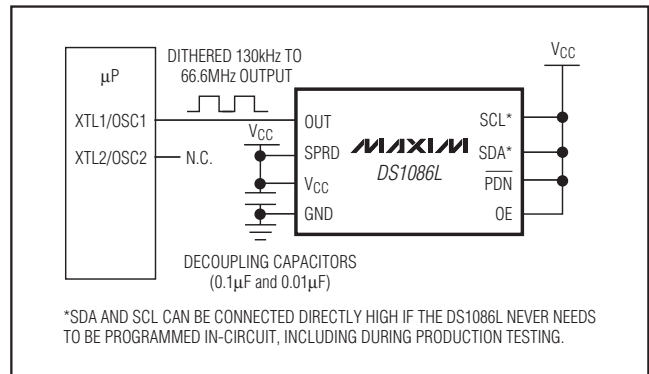 DITHERED 130kHz TO
66.6MHz OUTPUT
VCC
μP
XTL1/OSC1
OUT
SCL*
VCC
MAXIM
DS1086L
SPRD
SDA*
XTL2/OSC2
N.C.
VCC
PDN
GND
OE
DECOUPLING CAPACITORS
(0.1μF and 0.01μF)
*SDA AND SCL CAN BE CONNECTED DIRECTLY HIGH IF THE DS1086L NEVER NEEDS
TO BE PROGRAMMED IN-CIRCUIT, INCLUDING DURING PRODUCTION TESTING.